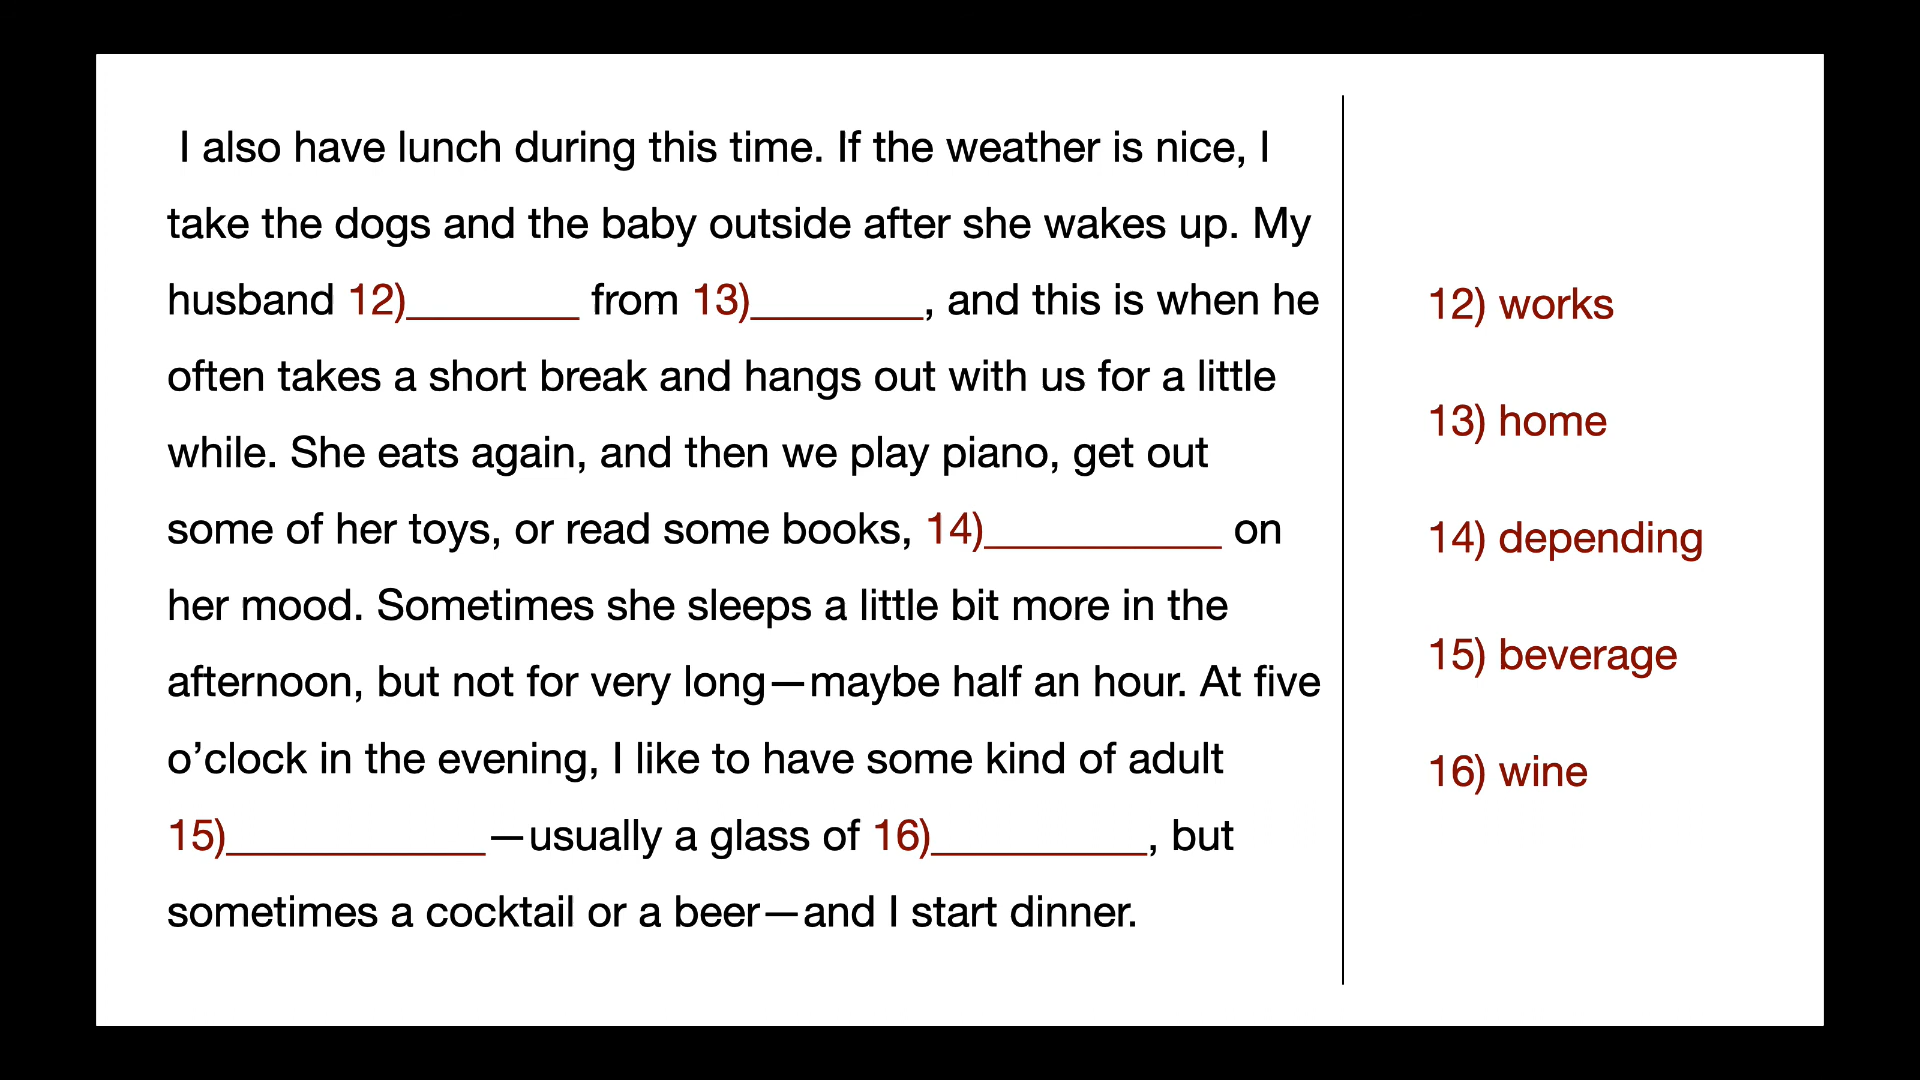 I also have lunch during this time. If the weather is nice, I
take the dogs and the baby outside after she wakes up. My
husband 12)________ from 13)________, and this is when he
often takes a short break and hangs out with us for a little
while. She eats again, and then we play piano, get out
some of her toys, or read some books, 14)___________ on
her mood. Sometimes she sleeps a little bit more in the
afternoon, but not for very long—maybe half an hour. At five
o’clock in the evening, I like to have some kind of adult
15)____________—usually a glass of 16)__________, but
sometimes a cocktail or a beer—and I start dinner.
12) works
13) home
14) depending
15) beverage
16) wine